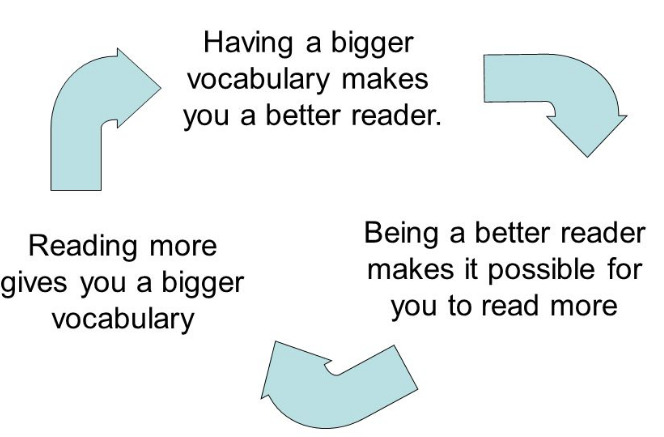 Having a bigger
vocabulary makes
you a better reader.
Being a better reader
makes it possible for
you to read more
Reading more
gives you a bigger
vocabulary